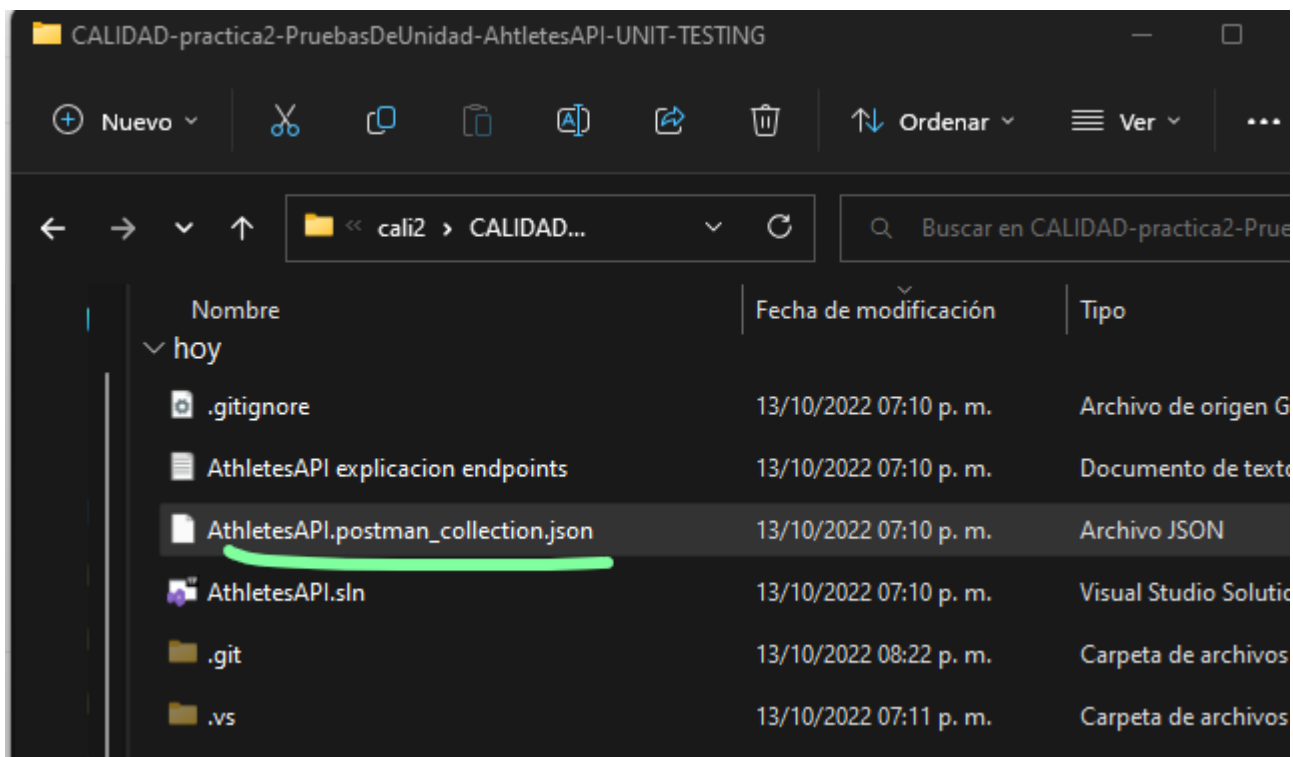 CALIDAD-practica2-PruebasDeUnidad-AhtletesAPI-UNIT-TESTING
Nuevo Ordenar Ver
« cali2 > CALIDAD... Buscar en CALIDAD-practica2-Prue
Nombre Fecha de modificación Tipo
hoy
.gitignore 13/10/2022 07:10 p. m. Archivo de origen G
AthletesAPI explicacion endpoints 13/10/2022 07:10 p. m. Documento de texto
AthletesAPI.postman_collection.json 13/10/2022 07:10 p. m. Archivo JSON
AthletesAPI.sln 13/10/2022 07:10 p. m. Visual Studio Solutio
.git 13/10/2022 08:22 p. m. Carpeta de archivos
.vs 13/10/2022 07:11 p. m. Carpeta de archivos